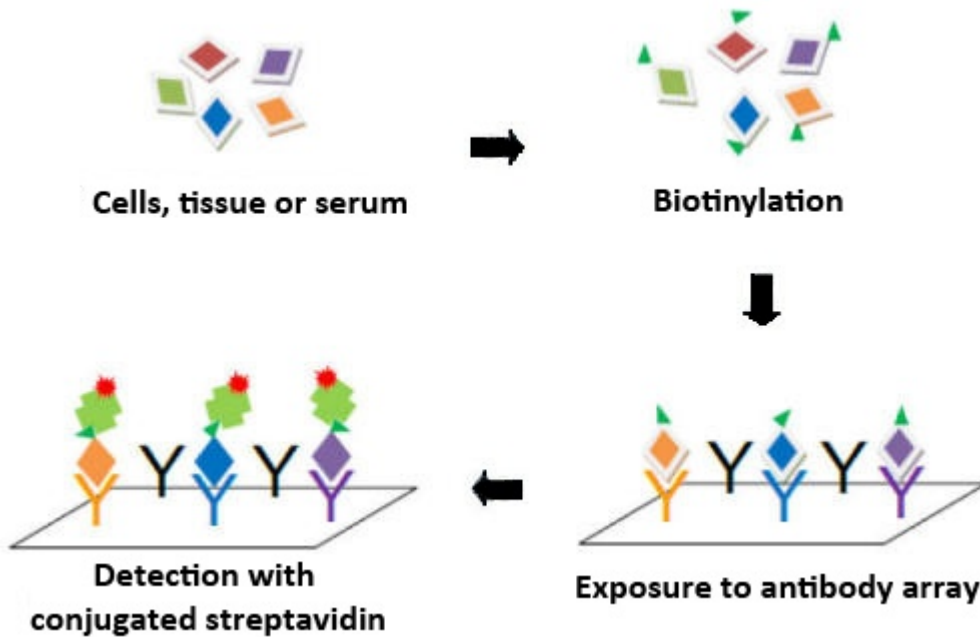 Cells, tissue or serum
Biotinylation
Detection with
conjugated streptavidin
Exposure to antibody array